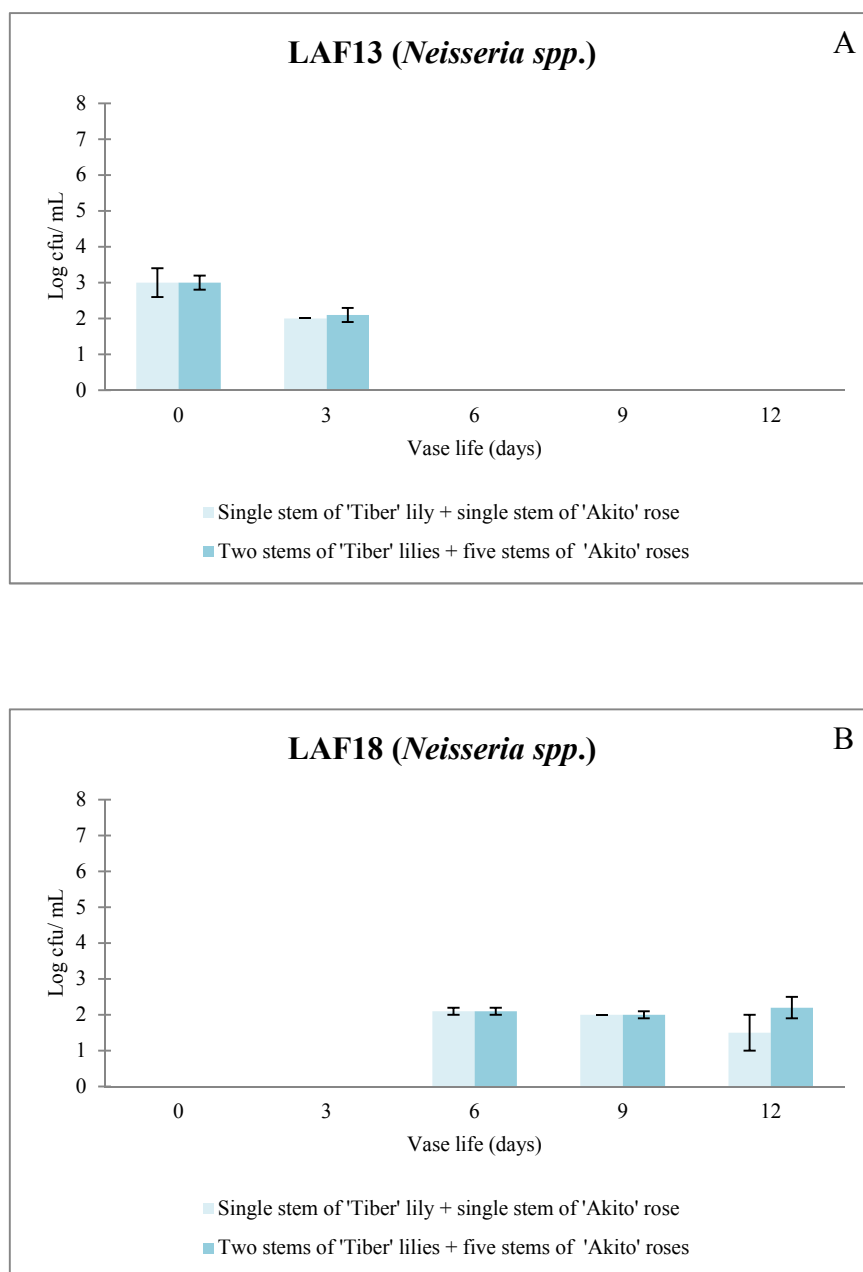 A
LAF13 (Neisseria spp.)
8
7
6
5
4
3
2
1
0
Log cfu/ mL
0 3 6 9 12
Vase life (days)
Single stem of 'Tiber' lily + single stem of 'Akito' rose
Two stems of 'Tiber' lilies + five stems of 'Akito' roses
B
LAF18 (Neisseria spp.)
8
7
6
5
4
3
2
1
0
Log cfu/ mL
0 3 6 9 12
Vase life (days)
Single stem of 'Tiber' lily + single stem of 'Akito' rose
Two stems of 'Tiber' lilies + five stems of 'Akito' roses